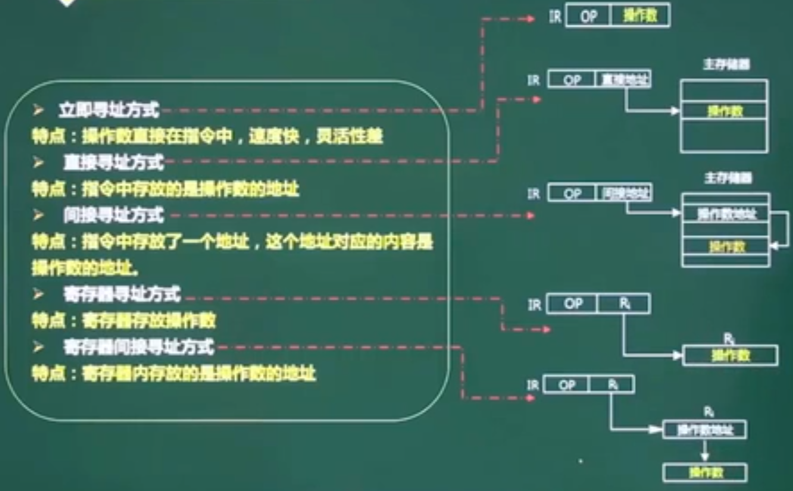 立即寻址方式
特点：操作数直接在指令中，速度快，灵活性差
直接寻址方式
特点：指令中存放的是操作数的地址
间接寻址方式
特点：指令中存放了一个地址，这个地址对应的内容是
操作数的地址。
寄存器寻址方式
特点：寄存器存放操作数
寄存器间接寻址方式
特点：寄存器内存放的是操作数的地址
IR OP 操作数
主存储器
IR OP 直接地址
操作数
主存储器
IR OP 间接地址
操作数地址
操作数
IR OP Ri
Ri
操作数
IR OP Ri
Ri
操作数地址
操作数